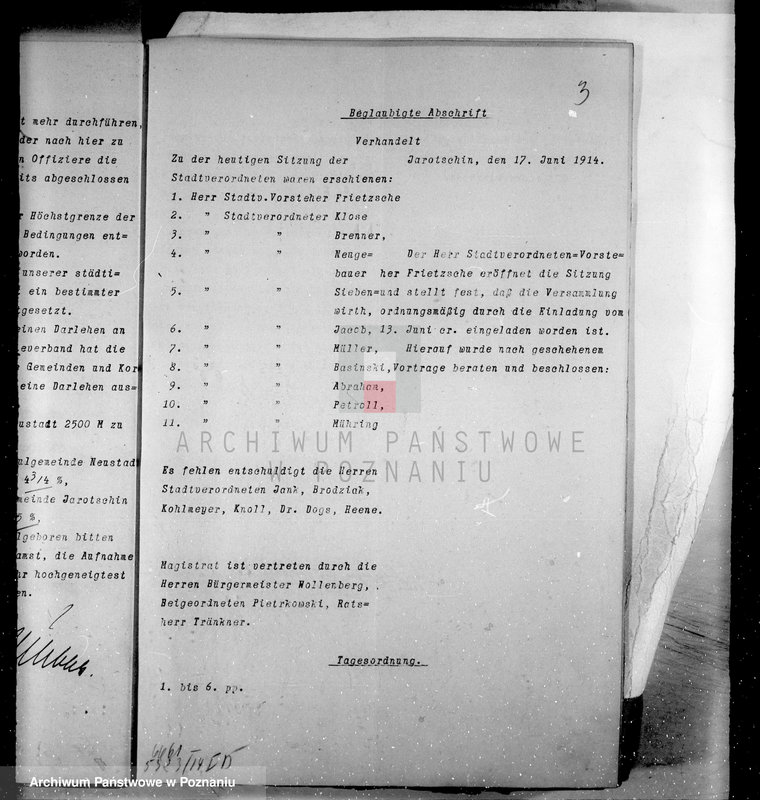 t mehr durchführen,
der nach hier zu
n Offiziere die
its abgeschlossen
r Höchstgrenze der
Bedingungen ent=
orden.
unserer städti=
t ein bestimmter
tgesetzt.
einen Darlehen an
everband hat die
e Gemeinden und Kor
eine Darlehen aus=
ustadt 2500 M zu
ulgemeinde Neustadt
4 3/4 %,
meinde Jarotschin
5 %,
lgeboren bitten
amst, die Aufnahme
hr hochgeneigtest
en.
3
Beglaubigte Abschrift
Verhandelt
Zu der heutigen Sitzung der Jarotschin, den 17. Juni 1914.
Stadtverordneten waren erschienen:
1. Herr Stadtv.Vorsteher Frietzsche
2. " Stadtverordneter Klose
3. " " Brenner,
4. " " Neuge= Der Herr Stadtverordneten=Vorste=
bauer her Frietzsche eröffnet die Sitzung
5. " " Sieben= und stellt fest, daß die Versammlung
wirth, ordnungsmäßig durch die Einladung vom
6. " " Jacob, 13. Juni cr. eingeladen worden ist.
7. " " Müller, Hierauf wurde nach geschehenem
8. " " Basinski, Vortrage beraten und beschlossen:
9. " " Abraham,
10. " " Petroll,
11. " " Mühring
ARCHIWUM PAŃSTWOWE
W POZNANIU
Es fehlen entschuldigt die Herren
Stadtverordneten Jank, Brodziak,
Kohlmeyer, Knoll, Dr. Dogs, Heene.
Magistrat ist vertreten durch die
Herren Bürgermeister Wollenberg,
Beigeordneten Pietrkowski, Rats=
herr Tränkner.
Tagesordnung.
1. bis 6. pp.
Archiwum Państwowe w Poznaniu